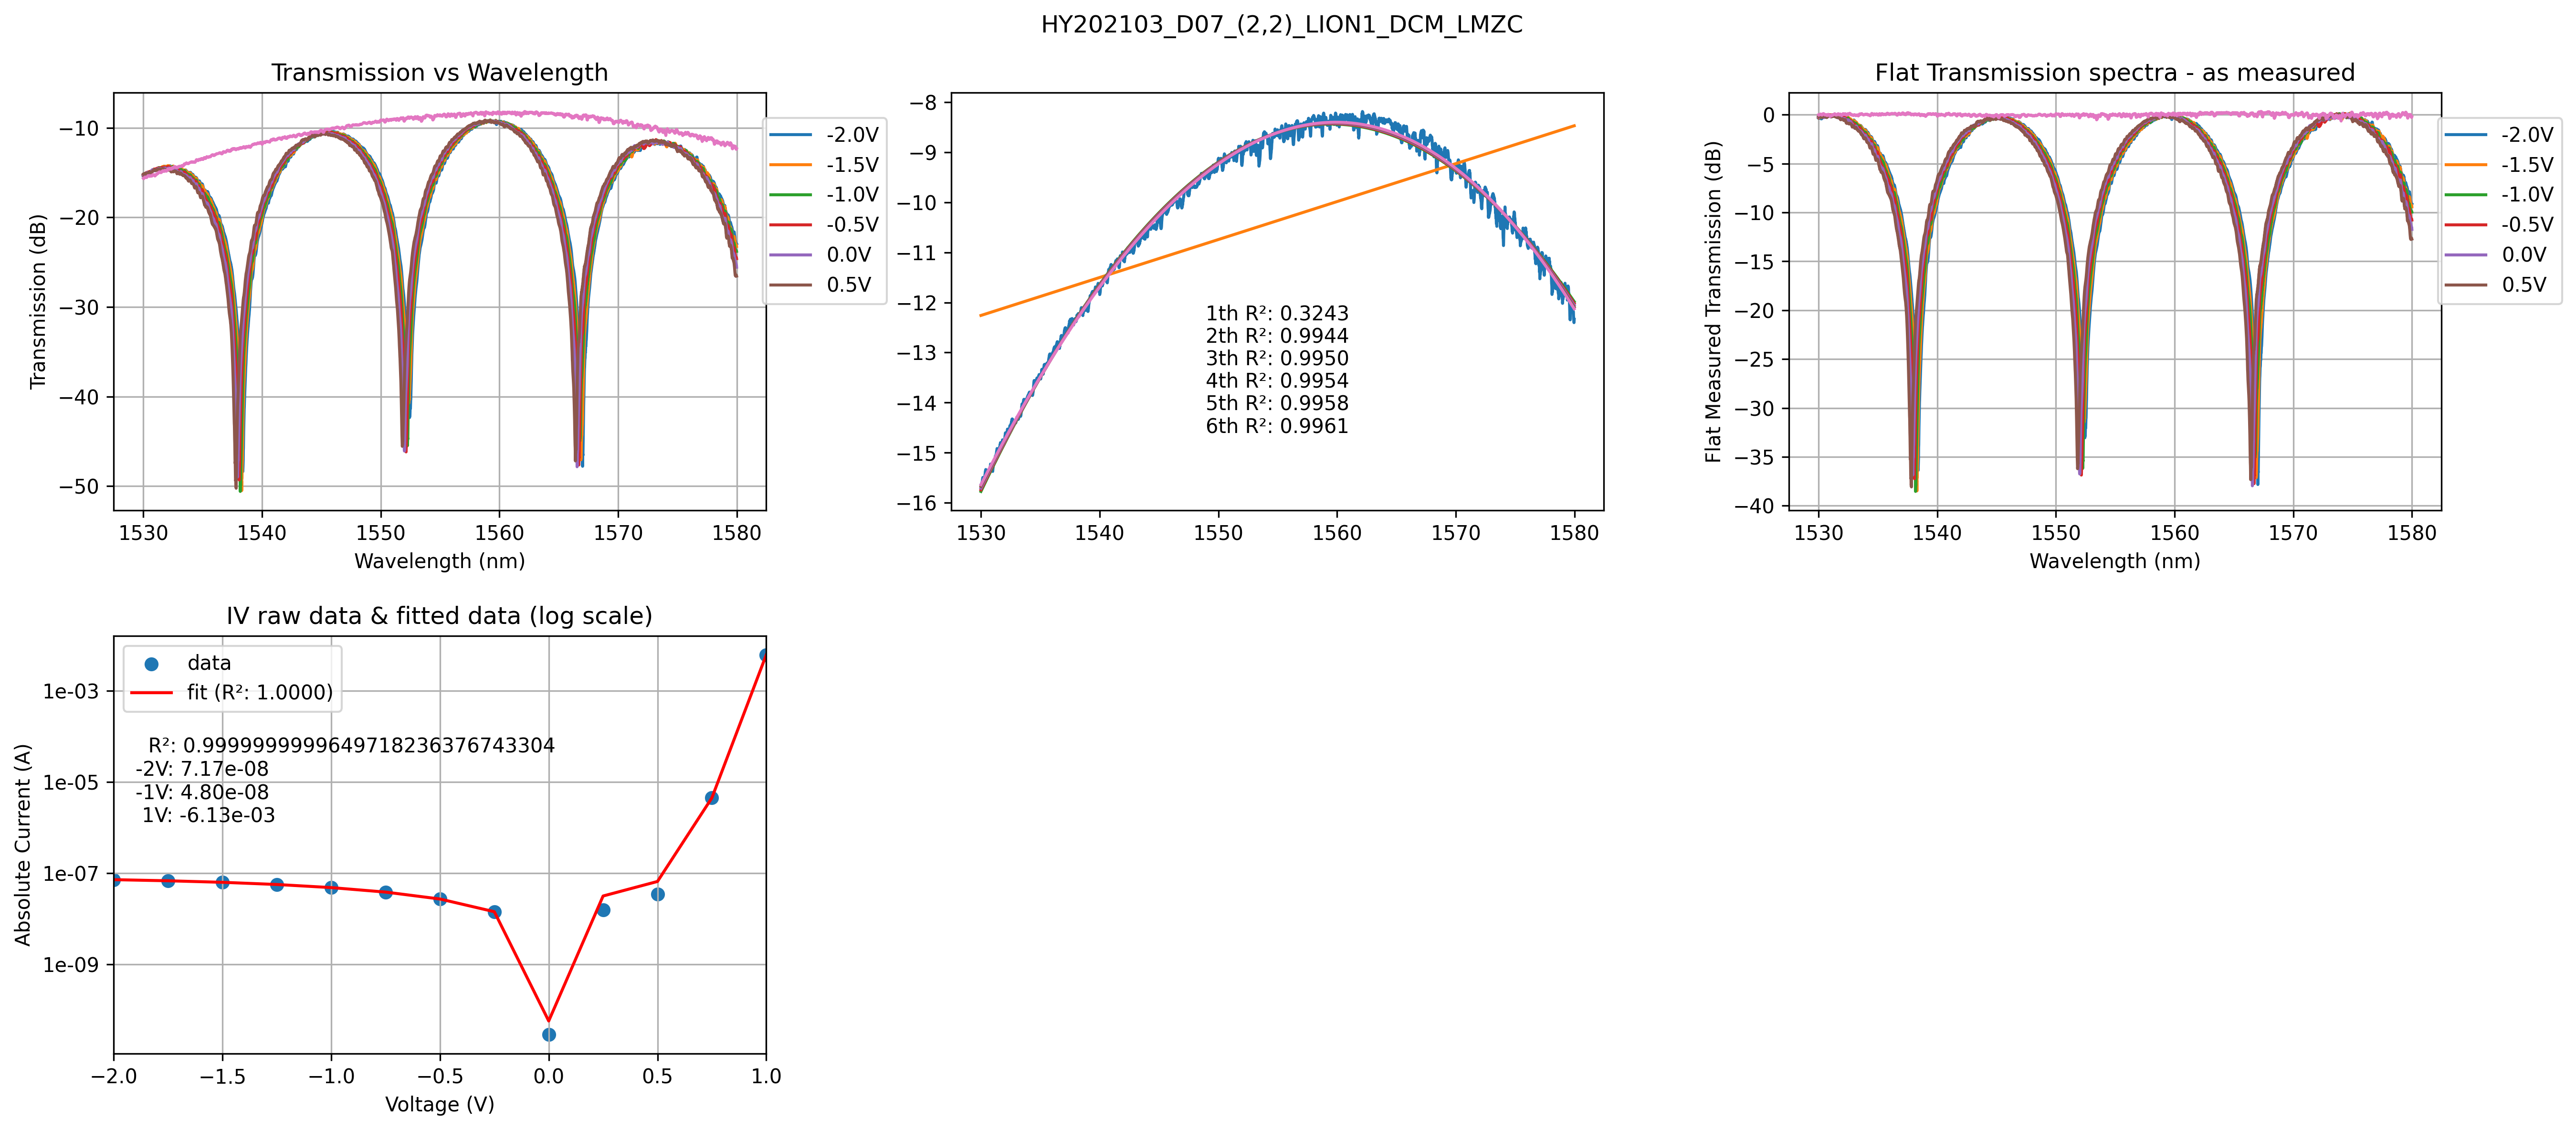 HY202103_D07_(2,2)_LION1_DCM_LMZC
Transmission vs Wavelength
Transmission (dB)
−10
−20
−30
−40
−50
1530 1540 1550 1560 1570 1580
Wavelength (nm)
-2.0V
-1.5V
-1.0V
-0.5V
0.0V
0.5V
−8
−9
−10
−11
−12
−13
−14
−15
−16
1th R²: 0.3243
2th R²: 0.9944
3th R²: 0.9950
4th R²: 0.9954
5th R²: 0.9958
6th R²: 0.9961
1530 1540 1550 1560 1570 1580
Flat Transmission spectra - as measured
Flat Measured Transmission (dB)
0
−5
−10
−15
−20
−25
−30
−35
−40
1530 1540 1550 1560 1570 1580
Wavelength (nm)
-2.0V
-1.5V
-1.0V
-0.5V
0.0V
0.5V
IV raw data & fitted data (log scale)
Absolute Current (A)
1e-03
1e-05
1e-07
1e-09
data
fit (R²: 1.0000)
R²: 0.9999999999649718236376743304
-2V: 7.17e-08
-1V: 4.80e-08
1V: -6.13e-03
−2.0 −1.5 −1.0 −0.5 0.0 0.5 1.0
Voltage (V)